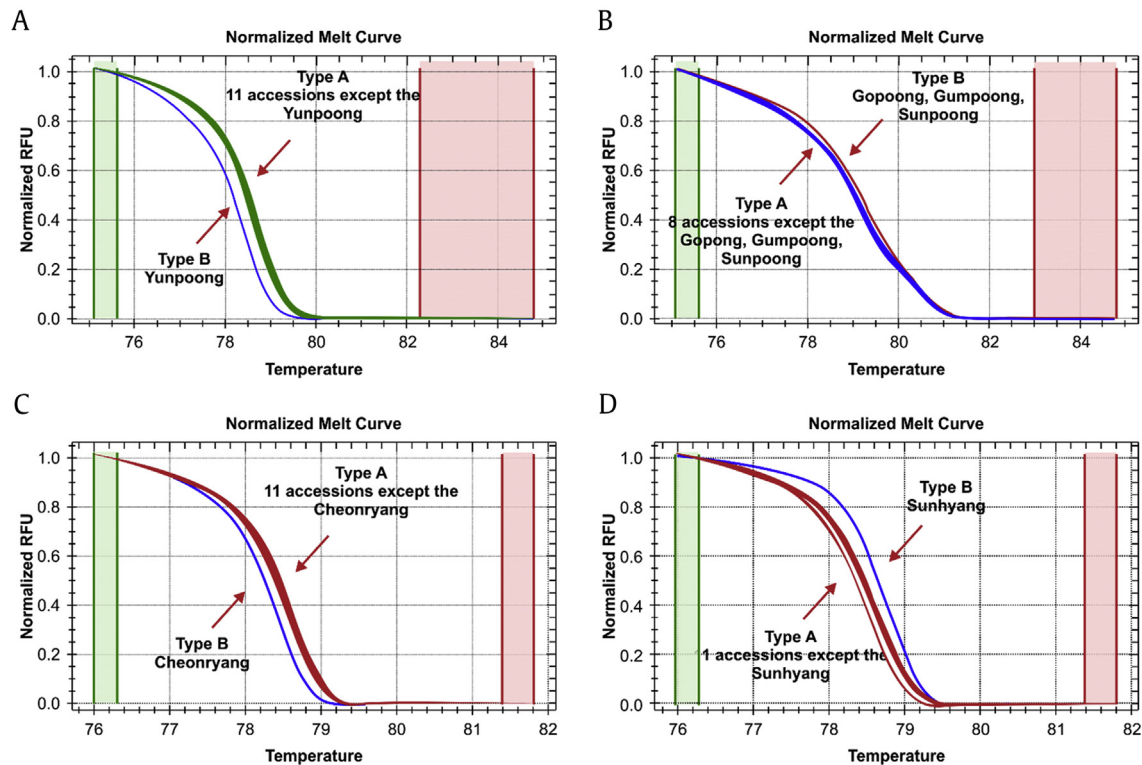 A
Normalized Melt Curve
Normalized RFU
1.0
0.8
0.6
0.4
0.2
0.0
Type A
11 accessions except the
Yunpoong
Type B
Yunpoong
76
78
80
82
84
Temperature
B
Normalized Melt Curve
Normalized RFU
1.0
0.8
0.6
0.4
0.2
0.0
Type B
Gopoong, Gumpoong,
Sunpoong
Type A
8 accessions except the
Gopong, Gumpoong,
Sunpoong
76
78
80
82
84
Temperature
C
Normalized Melt Curve
Normalized RFU
1.0
0.8
0.6
0.4
0.2
0.0
Type A
11 accessions except the
Cheonryang
Type B
Cheonryang
76
77
78
79
80
81
82
Temperature
D
Normalized Melt Curve
Normalized RFU
1.0
0.8
0.6
0.4
0.2
0.0
Type B
Sunhyang
Type A
1 accessions except the
Sunhyang
76
77
78
79
80
81
82
Temperature